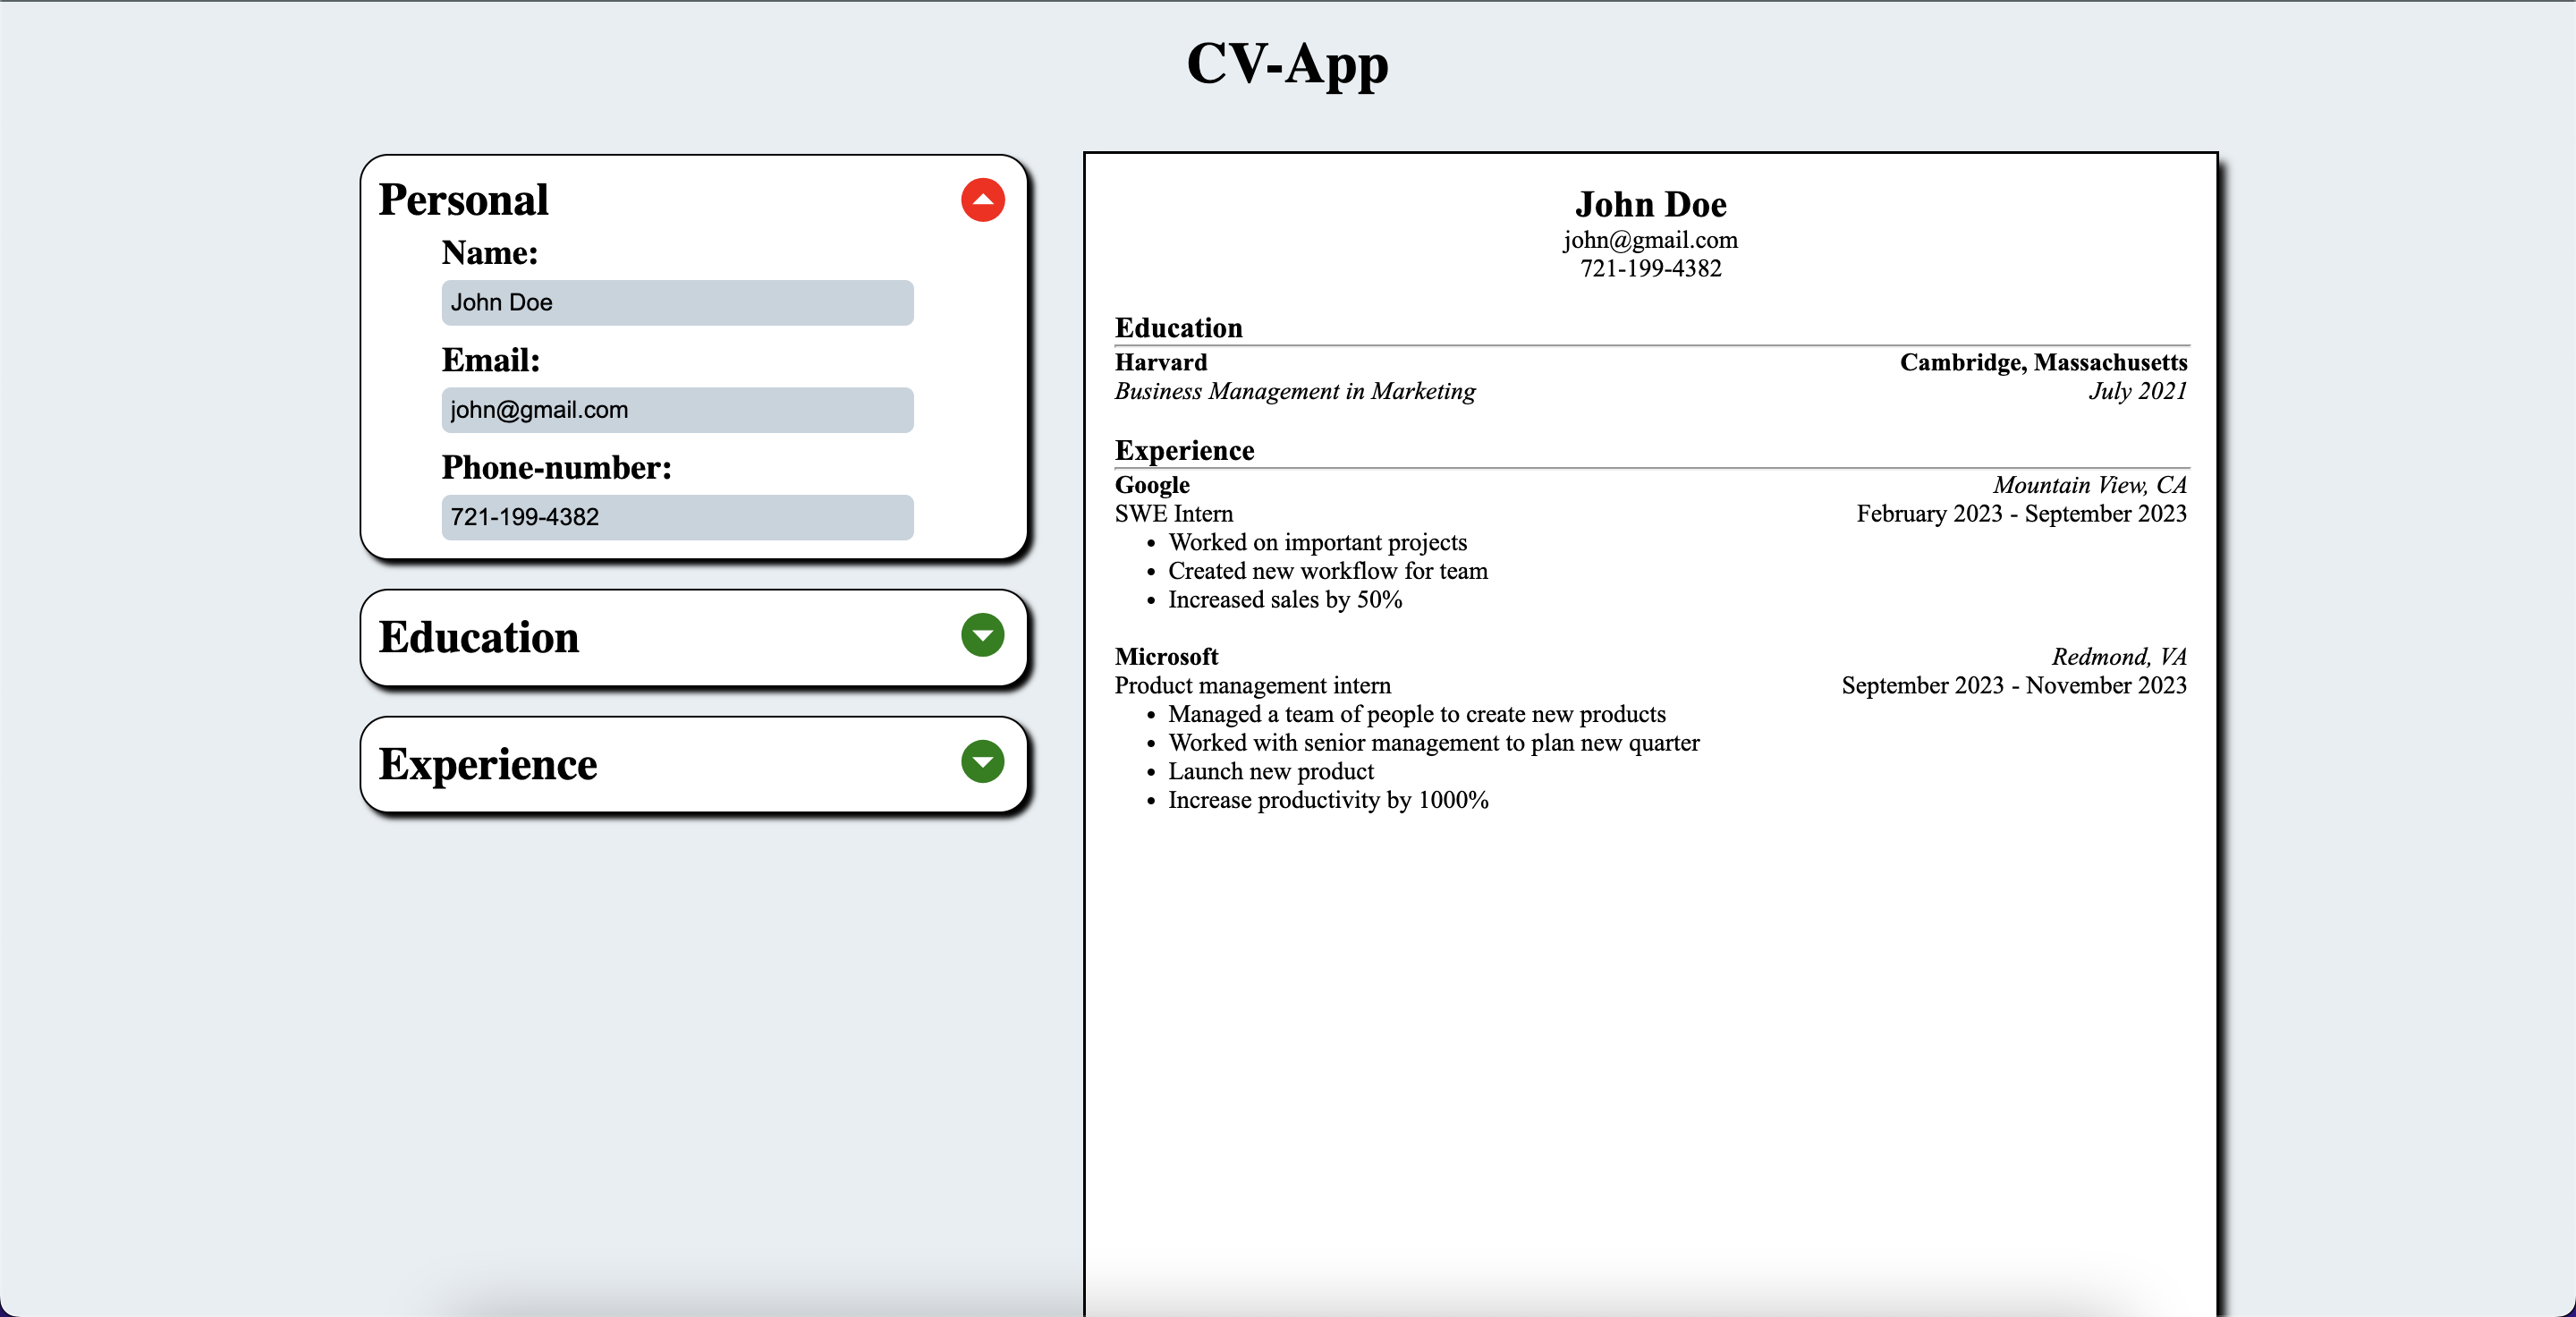 CV-App
Personal
Name:
John Doe
Email:
john@gmail.com
Phone-number:
721-199-4382
Education
Experience
John Doe
john@gmail.com
721-199-4382
Education
Harvard Cambridge, Massachusetts
Business Management in Marketing July 2021
Experience
Google Mountain View, CA
SWE Intern February 2023 - September 2023
• Worked on important projects
• Created new workflow for team
• Increased sales by 50%
Microsoft Redmond, VA
Product management intern September 2023 - November 2023
• Managed a team of people to create new products
• Worked with senior management to plan new quarter
• Launch new product
• Increase productivity by 1000%